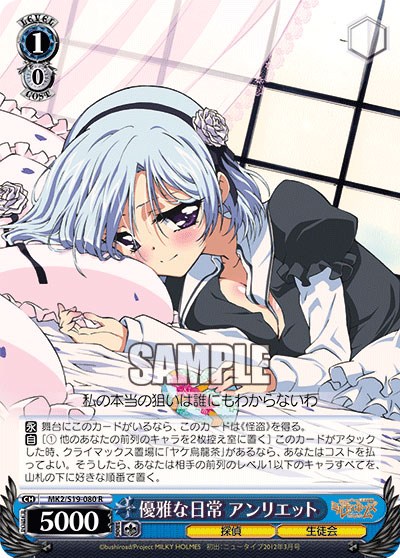 LEVEL
1
0
COST
SAMPLE
私の本当の狙いは誰にもわからないわ
永 舞台にこのカードがいるなら、このカードは《怪盗》を得る。
自 [① 他のあなたの前列のキャラを2枚控え室に置く] このカードがアタックした時、クライマックス置場に「ヤク烏龍茶」があるなら、あなたはコストを払ってよい。そうしたら、あなたは相手の前列のレベル1以下のキャラすべてを、山札の下に好きな順番で置く。
CH MK2/S19-080 R
5000
優雅な日常 アンリエット
探偵
生徒会
©bushiroad/Project MILKY HOLMES 初出:ニュータイプ2012年3月号